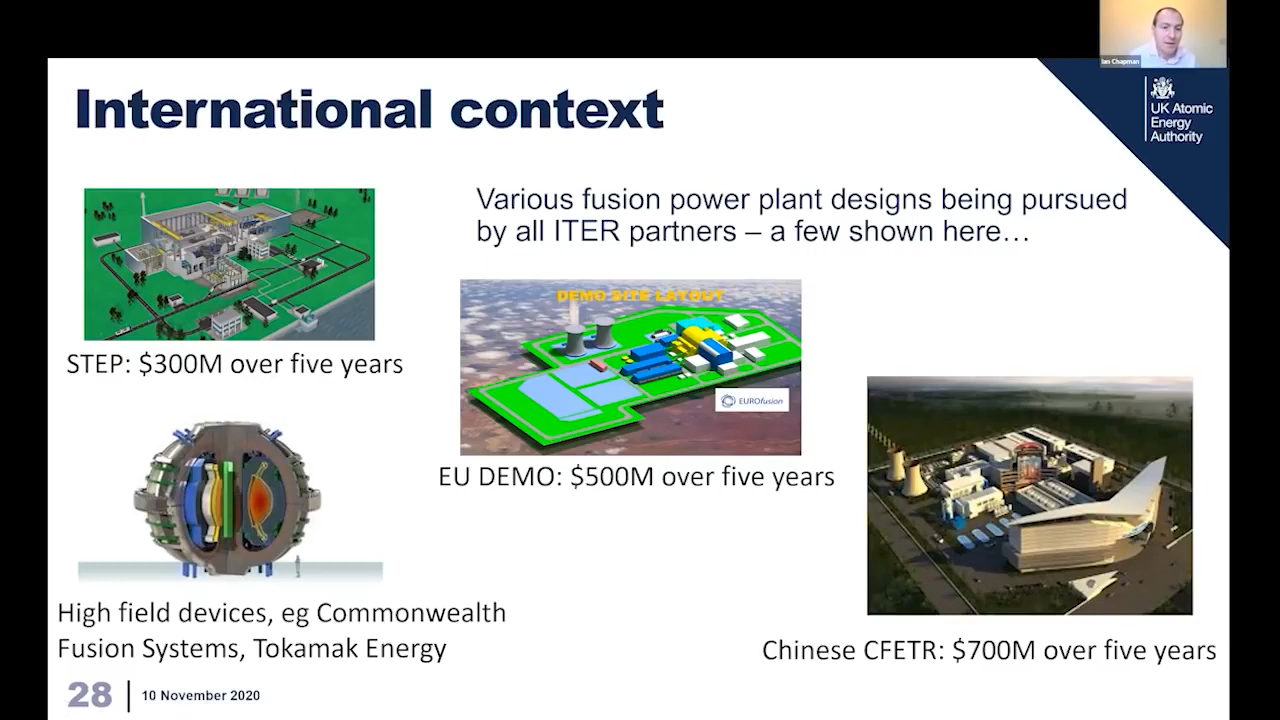 Ian Chapman
International context
UK Atomic
Energy
Authority
Various fusion power plant designs being pursued
by all ITER partners – a few shown here…
STEP: $300M over five years
DEMO SITE LAYOUT
EUROfusion
EU DEMO: $500M over five years
High field devices, eg Commonwealth
Fusion Systems, Tokamak Energy
Chinese CFETR: $700M over five years
28
10 November 2020